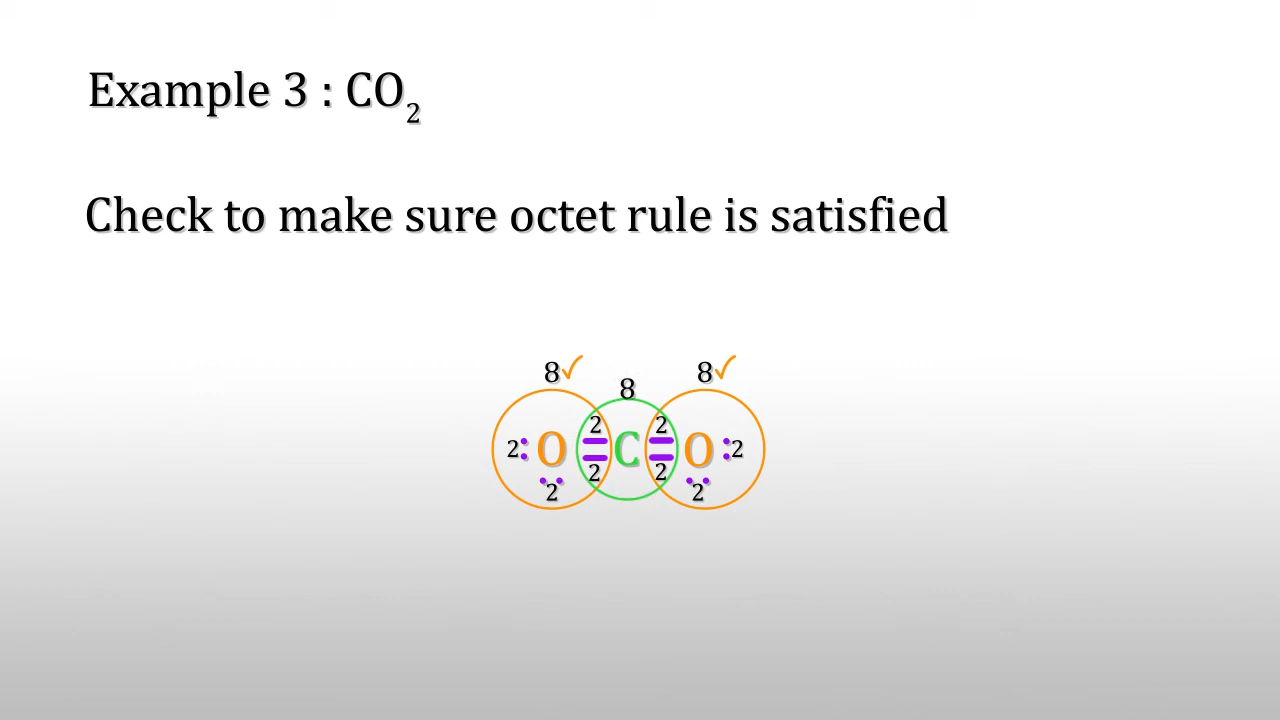 Example 3 : CO₂
Check to make sure octet rule is satisfied
8✓ 8 8✓
2 2
2 : O = C = O : 2
2 2 2 2